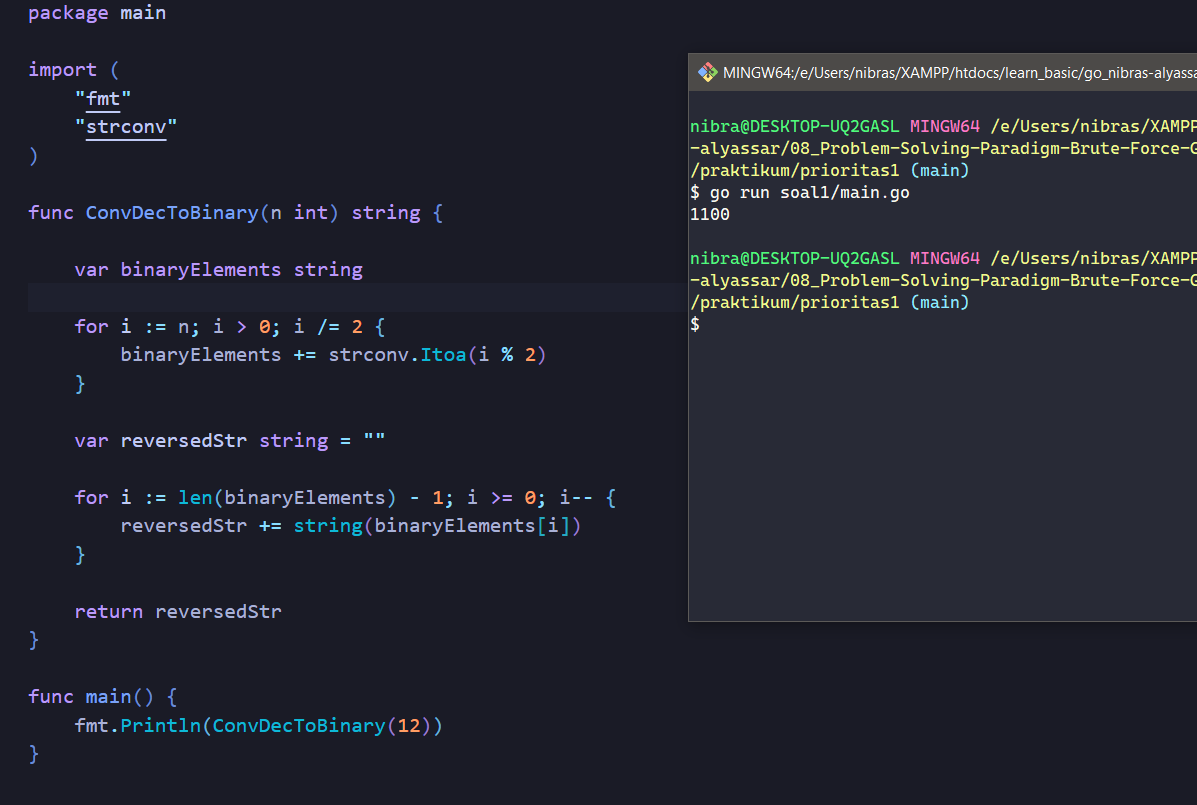 package main
import (
    "fmt"
    "strconv"
)
func ConvDecToBinary(n int) string {
    var binaryElements string
    for i := n; i > 0; i /= 2 {
        binaryElements += strconv.Itoa(i % 2)
    }
    var reversedStr string = ""
    for i := len(binaryElements) - 1; i >= 0; i-- {
        reversedStr += string(binaryElements[i])
    }
    return reversedStr
}
func main() {
    fmt.Println(ConvDecToBinary(12))
}
MINGW64:/e/Users/nibras/XAMPP/htdocs/learn_basic/go_nibras-alyassa
nibra@DESKTOP-UQ2GASL MINGW64 /e/Users/nibras/XAMPP
-alyassar/08_Problem-Solving-Paradigm-Brute-Force-G
/praktikum/prioritas1 (main)
$ go run soal1/main.go
1100
nibra@DESKTOP-UQ2GASL MINGW64 /e/Users/nibras/XAMPP
-alyassar/08_Problem-Solving-Paradigm-Brute-Force-G
/praktikum/prioritas1 (main)
$